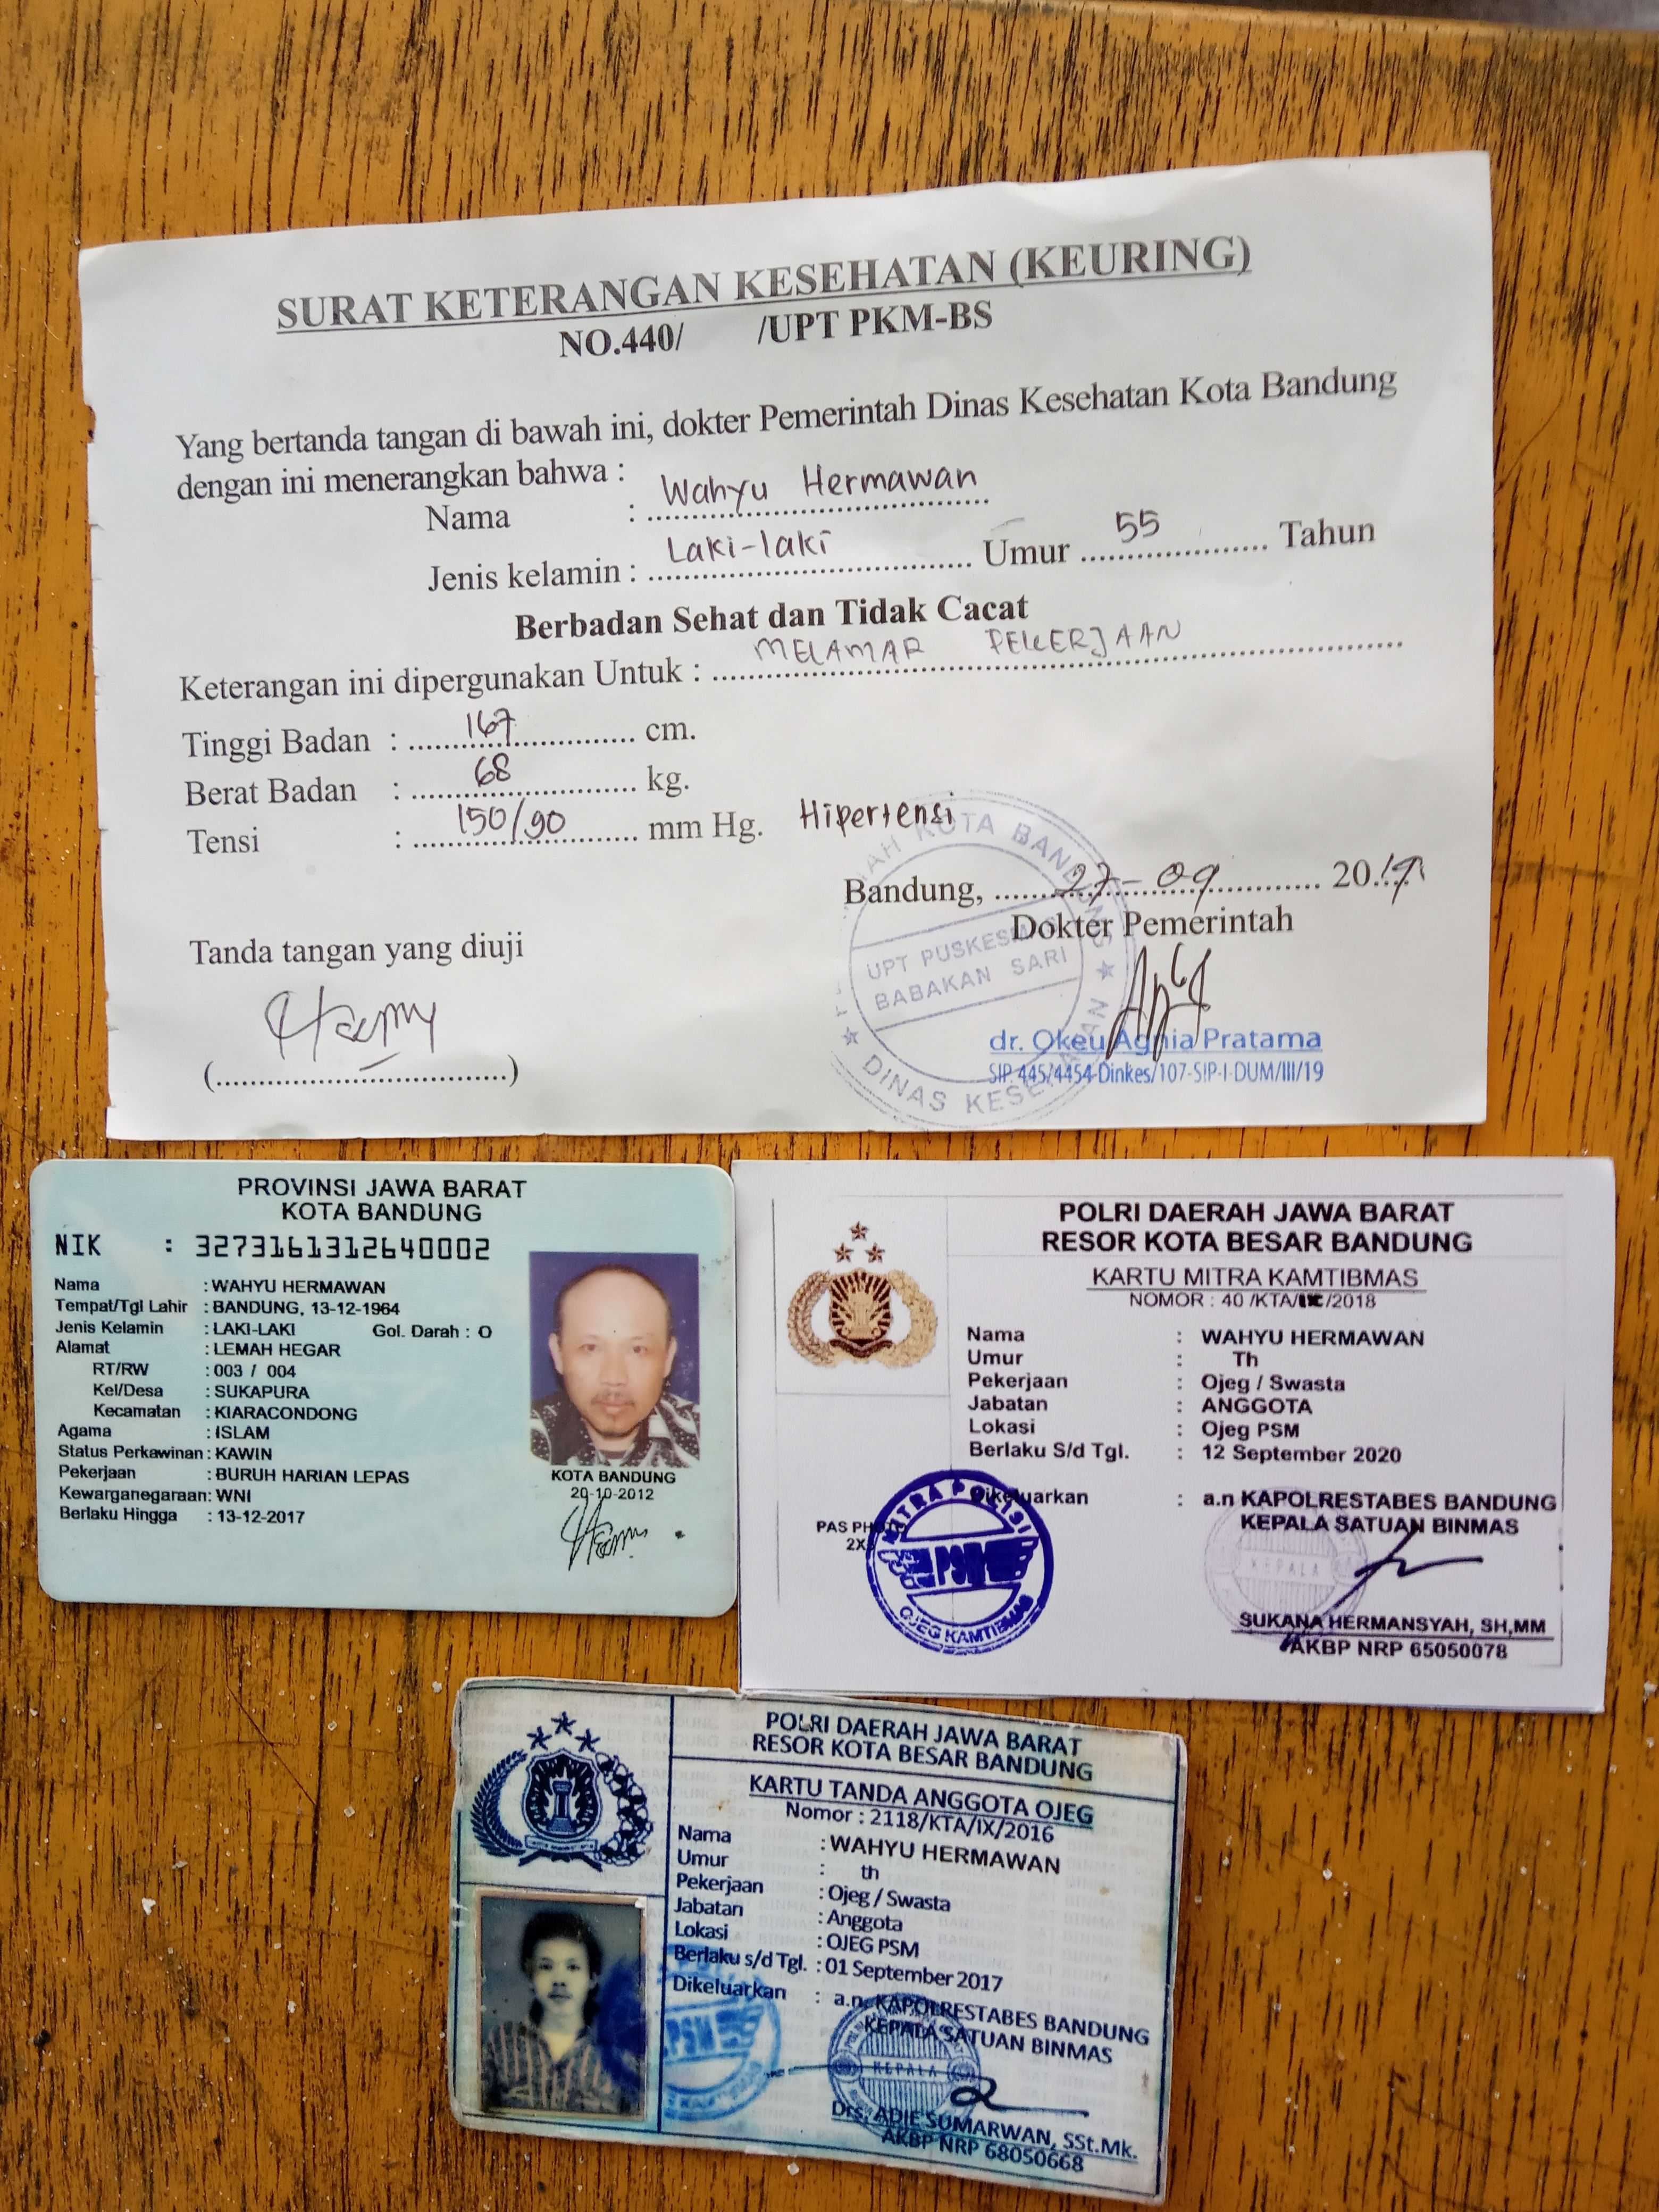 SURAT KETERANGAN KESEHATAN (KEURING)
NO.440/ /UPT PKM-BS
Yang bertanda tangan di bawah ini, dokter Pemerintah Dinas Kesehatan Kota Bandung
dengan ini menerangkan bahwa :
Nama : Wahyu Hermawan
Jenis kelamin : Laki-laki Umur 55 Tahun
Berbadan Sehat dan Tidak Cacat
Keterangan ini dipergunakan Untuk : MELAMAR PEKERJAAN
Tinggi Badan : 167 cm.
Berat Badan : 68 kg.
Tensi : 150/90 mm Hg. Hipertensi
Bandung, 27-09 2019
Dokter Pemerintah
Tanda tangan yang diuji
UPT PUSKESMAS
BABAKAN SARI
DINAS KESEHATAN
dr. Okeu Agnia Pratama
SIP.445/4454-Dinkes/107-SIP-I-DUM/III/19
PROVINSI JAWA BARAT
KOTA BANDUNG
NIK : 3273161312640002
Nama : WAHYU HERMAWAN
Tempat/Tgl Lahir : BANDUNG, 13-12-1964
Jenis Kelamin : LAKI-LAKI Gol. Darah : O
Alamat : LEMAH HEGAR
RT/RW : 003 / 004
Kel/Desa : SUKAPURA
Kecamatan : KIARACONDONG
Agama : ISLAM
Status Perkawinan : KAWIN
Pekerjaan : BURUH HARIAN LEPAS
Kewarganegaraan: WNI
Berlaku Hingga : 13-12-2017
KOTA BANDUNG
20-10-2012
POLRI DAERAH JAWA BARAT
RESOR KOTA BESAR BANDUNG
KARTU MITRA KAMTIBMAS
NOMOR : 40 /KTA/IX/2018
Nama : WAHYU HERMAWAN
Umur : Th
Pekerjaan : Ojeg / Swasta
Jabatan : ANGGOTA
Lokasi : Ojeg PSM
Berlaku S/d Tgl. : 12 September 2020
Dikeluarkan : a.n KAPOLRESTABES BANDUNG
KEPALA SATUAN BINMAS
MITRA POLISI
PSM
OJEG KAMTIBMAS
KEPALA
SUKANA HERMANSYAH, SH,MM
AKBP NRP 65050078
POLRI DAERAH JAWA BARAT
RESOR KOTA BESAR BANDUNG
KARTU TANDA ANGGOTA OJEG
Nomor : 2118/KTA/IX/2016
Nama : WAHYU HERMAWAN
Umur : th
Pekerjaan : Ojeg / Swasta
Jabatan : Anggota
Lokasi : OJEG PSM
Berlaku s/d Tgl. : 01 September 2017
Dikeluarkan : a.n. KAPOLRESTABES BANDUNG
KEPALA SATUAN BINMAS
PSM
KEPALA
Drs. ADIE SUMARWAN, SSt.Mk.
AKBP NRP 68050668